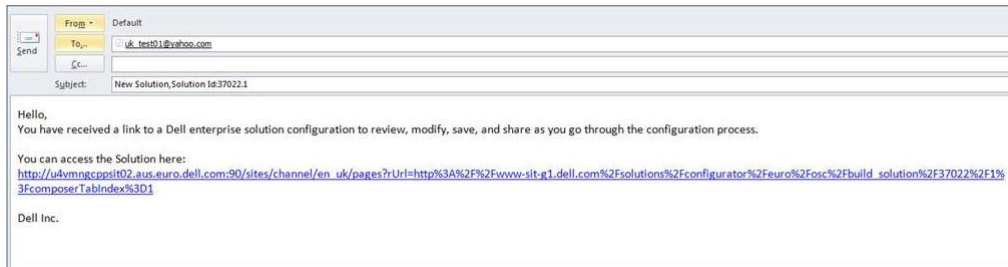 From
Default
Send
To...
uk_test01@yahoo.com
Cc...
Subject:
New Solution,Solution Id:37022.1
Hello,
You have received a link to a Dell enterprise solution configuration to review, modify, save, and share as you go through the configuration process.
You can access the Solution here:
http://u4vmngcppsit02.aus.euro.dell.com:90/sites/channel/en_uk/pages?rUrl=http%3A%2F%2Fwww-sit-g1.dell.com%2Fsolutions%2Fconfigurator%2Feuro%2Fosc%2Fbuild_solution%2F37022%2F1%
3FcomposerTabIndex%3D1
Dell Inc.